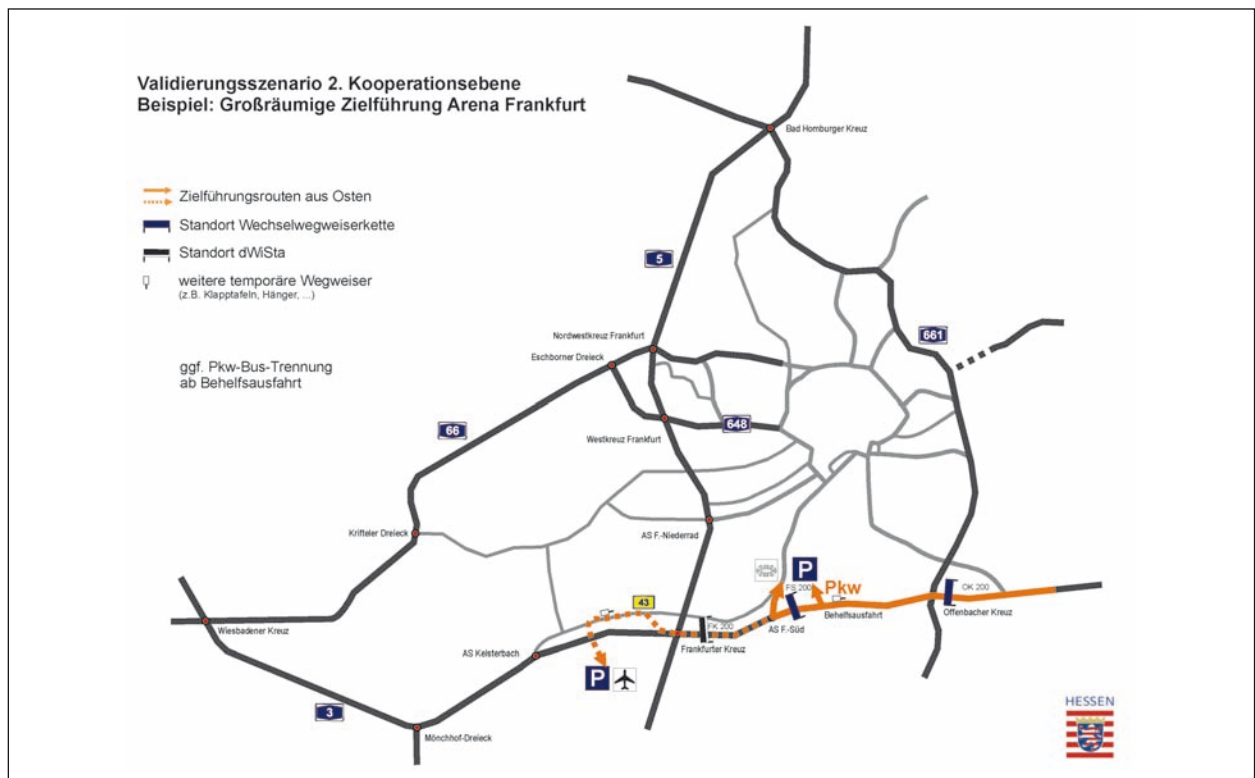 Validierungsszenario 2. Kooperationsebene
Beispiel: Großräumige Zielführung Arena Frankfurt
Bad Homburger Kreuz
Zielführungsrouten aus Osten
Standort Wechselwegweiserkette
Standort dWiSta
weitere temporäre Wegweiser
(z.B. Klapptafeln, Hänger, ...)
5
Nordwestkreuz Frankfurt
661
Eschborner Dreieck
ggf. Pkw-Bus-Trennung
ab Behelfsausfahrt
66
648
Westkreuz Frankfurt
Krifteler Dreieck
AS F.-Niederrad
P
FS 200
Pkw
OK 200
43
Behelfsausfahrt
Offenbacher Kreuz
FK 200
AS F.-Süd
Wiesbadener Kreuz
AS Kelsterbach
Frankfurter Kreuz
P
3
Mönchhof-Dreieck
HESSEN